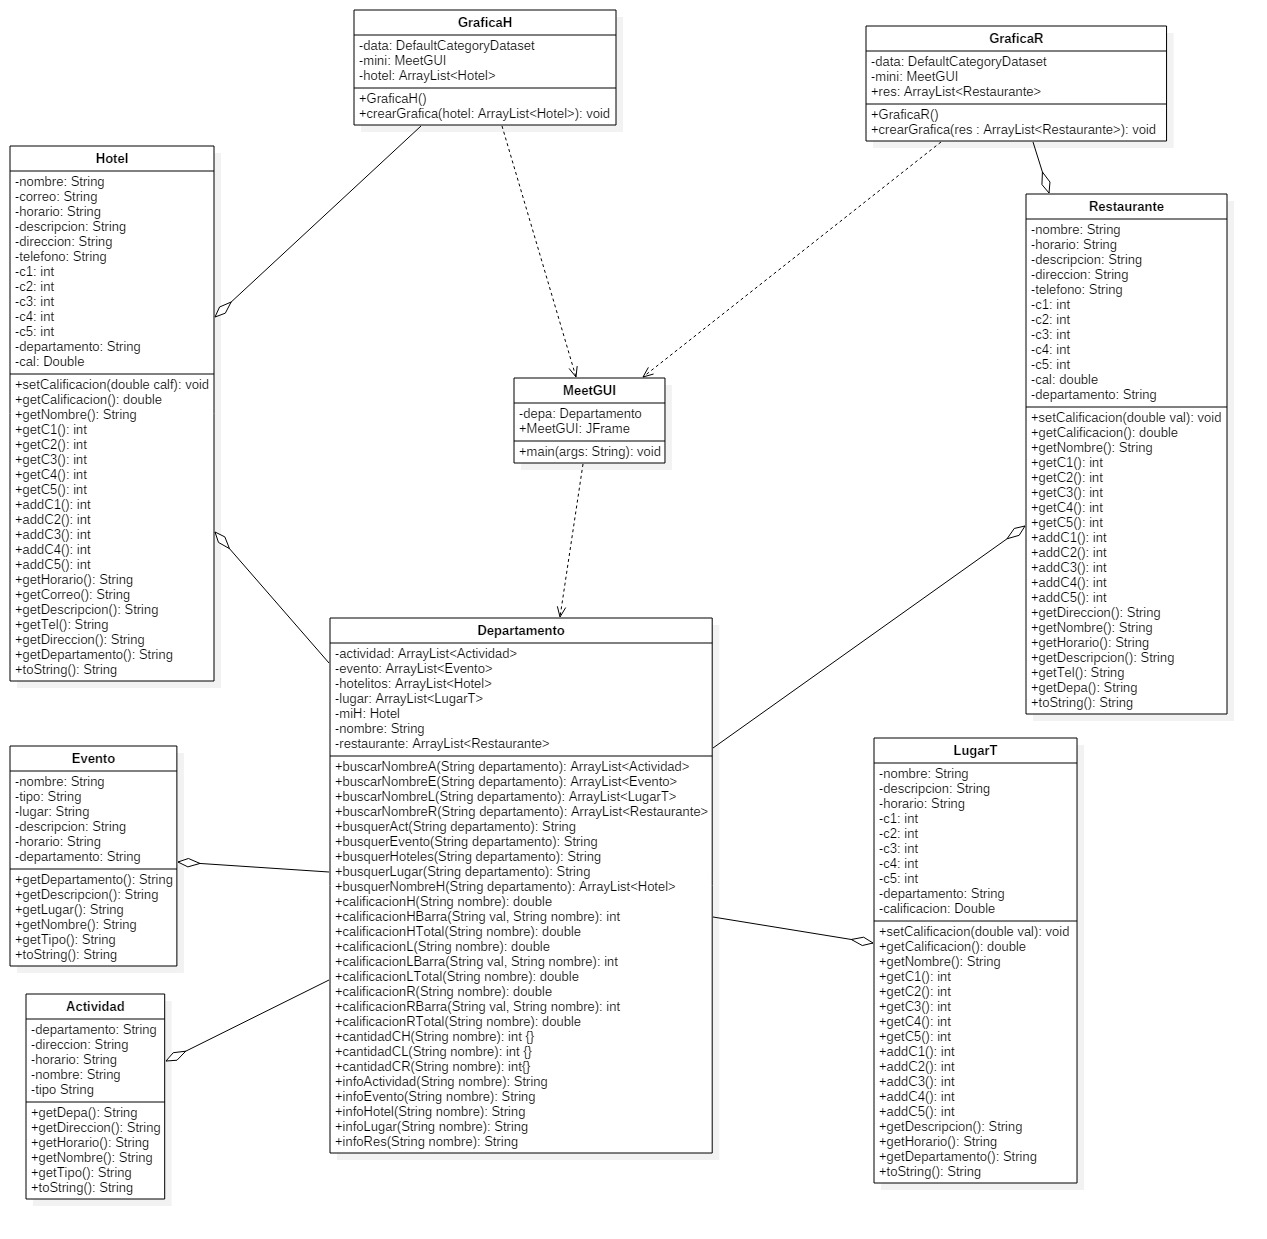 GraficaH
-data: DefaultCategoryDataset
-mini: MeetGUI
-hotel: ArrayList<Hotel>
+GraficaH()
+crearGrafica(hotel: ArrayList<Hotel>): void
GraficaR
-data: DefaultCategoryDataset
-mini: MeetGUI
+res: ArrayList<Restaurante>
+GraficaR()
+crearGrafica(res : ArrayList<Restaurante>): void
Hotel
-nombre: String
-correo: String
-horario: String
-descripcion: String
-direccion: String
-telefono: String
-c1: int
-c2: int
-c3: int
-c4: int
-c5: int
-departamento: String
-cal: Double
+setCalificacion(double calf): void
+getCalificacion(): double
+getNombre(): String
+getC1(): int
+getC2(): int
+getC3(): int
+getC4(): int
+getC5(): int
+addC1(): int
+addC2(): int
+addC3(): int
+addC4(): int
+addC5(): int
+getHorario(): String
+getCorreo(): String
+getDescripcion(): String
+getTel(): String
+getDireccion(): String
+getDepartamento(): String
+toString(): String
Restaurante
-nombre: String
-horario: String
-descripcion: String
-direccion: String
-telefono: String
-c1: int
-c2: int
-c3: int
-c4: int
-c5: int
-cal: double
-departamento: String
+setCalificacion(double val): void
+getCalificacion(): double
+getNombre(): String
+getC1(): int
+getC2(): int
+getC3(): int
+getC4(): int
+getC5(): int
+addC1(): int
+addC2(): int
+addC3(): int
+addC4(): int
+addC5(): int
+getDireccion(): String
+getNombre(): String
+getHorario(): String
+getDescripcion(): String
+getTel(): String
+getDepa(): String
+toString(): String
MeetGUI
-depa: Departamento
+MeetGUI: JFrame
+main(args: String): void
Departamento
-actividad: ArrayList<Actividad>
-evento: ArrayList<Evento>
-hotelitos: ArrayList<Hotel>
-lugar: ArrayList<LugarT>
-miH: Hotel
-nombre: String
-restaurante: ArrayList<Restaurante>
+buscarNombreA(String departamento): ArrayList<Actividad>
+buscarNombreE(String departamento): ArrayList<Evento>
+buscarNombreL(String departamento): ArrayList<LugarT>
+buscarNombreR(String departamento): ArrayList<Restaurante>
+busquerAct(String departamento): String
+busquerEvento(String departamento): String
+busquerHoteles(String departamento): String
+busquerLugar(String departamento): String
+busquerNombreH(String departamento): ArrayList<Hotel>
+calificacionH(String nombre): double
+calificacionHBarra(String val, String nombre): int
+calificacionHTotal(String nombre): double
+calificacionL(String nombre): double
+calificacionLBarra(String val, String nombre): int
+calificacionLTotal(String nombre): double
+calificacionR(String nombre): double
+calificacionRBarra(String val, String nombre): int
+calificacionRTotal(String nombre): double
+cantidadCH(String nombre): int {}
+cantidadCL(String nombre): int {}
+cantidadCR(String nombre): int{}
+infoActividad(String nombre): String
+infoEvento(String nombre): String
+infoHotel(String nombre): String
+infoLugar(String nombre): String
+infoRes(String nombre): String
Evento
-nombre: String
-tipo: String
-lugar: String
-descripcion: String
-horario: String
-departamento: String
+getDepartamento(): String
+getDescripcion(): String
+getLugar(): String
+getNombre(): String
+getTipo(): String
+toString(): String
LugarT
-nombre: String
-descripcion: String
-horario: String
-c1: int
-c2: int
-c3: int
-c4: int
-c5: int
-departamento: String
-calificacion: Double
+setCalificacion(double val): void
+getCalificacion(): double
+getNombre(): String
+getC1(): int
+getC2(): int
+getC3(): int
+getC4(): int
+getC5(): int
+addC1(): int
+addC2(): int
+addC3(): int
+addC4(): int
+addC5(): int
+getDescripcion(): String
+getHorario(): String
+getDepartamento(): String
+toString(): String
Actividad
-departamento: String
-direccion: String
-horario: String
-nombre: String
-tipo String
+getDepa(): String
+getDireccion(): String
+getHorario(): String
+getNombre(): String
+getTipo(): String
+toString(): String